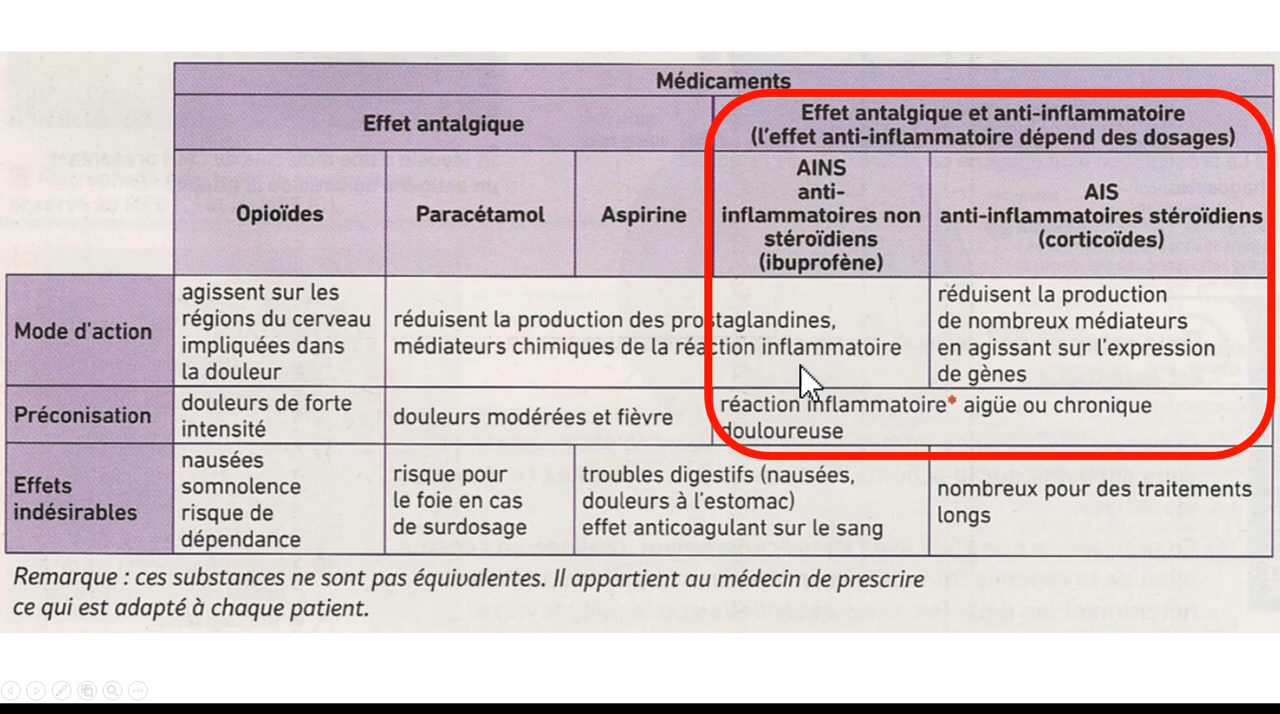 Médicaments
Effet antalgique
Effet antalgique et anti-inflammatoire
(l'effet anti-inflammatoire dépend des dosages)
Opioïdes
Paracétamol
Aspirine
AINS
anti-
inflammatoires non
stéroïdiens
(ibuprofène)
AIS
anti-inflammatoires stéroïdiens
(corticoïdes)
Mode d'action
agissent sur les
régions du cerveau
impliquées dans
la douleur
réduisent la production des prostaglandines,
médiateurs chimiques de la réaction inflammatoire
réduisent la production
de nombreux médiateurs
en agissant sur l'expression
de gènes
Préconisation
douleurs de forte
intensité
douleurs modérées et fièvre
réaction inflammatoire* aigüe ou chronique
douloureuse
Effets
indésirables
nausées
somnolence
risque de
dépendance
risque pour
le foie en cas
de surdosage
troubles digestifs (nausées,
douleurs à l'estomac)
effet anticoagulant sur le sang
nombreux pour des traitements
longs
Remarque : ces substances ne sont pas équivalentes. Il appartient au médecin de prescrire
ce qui est adapté à chaque patient.